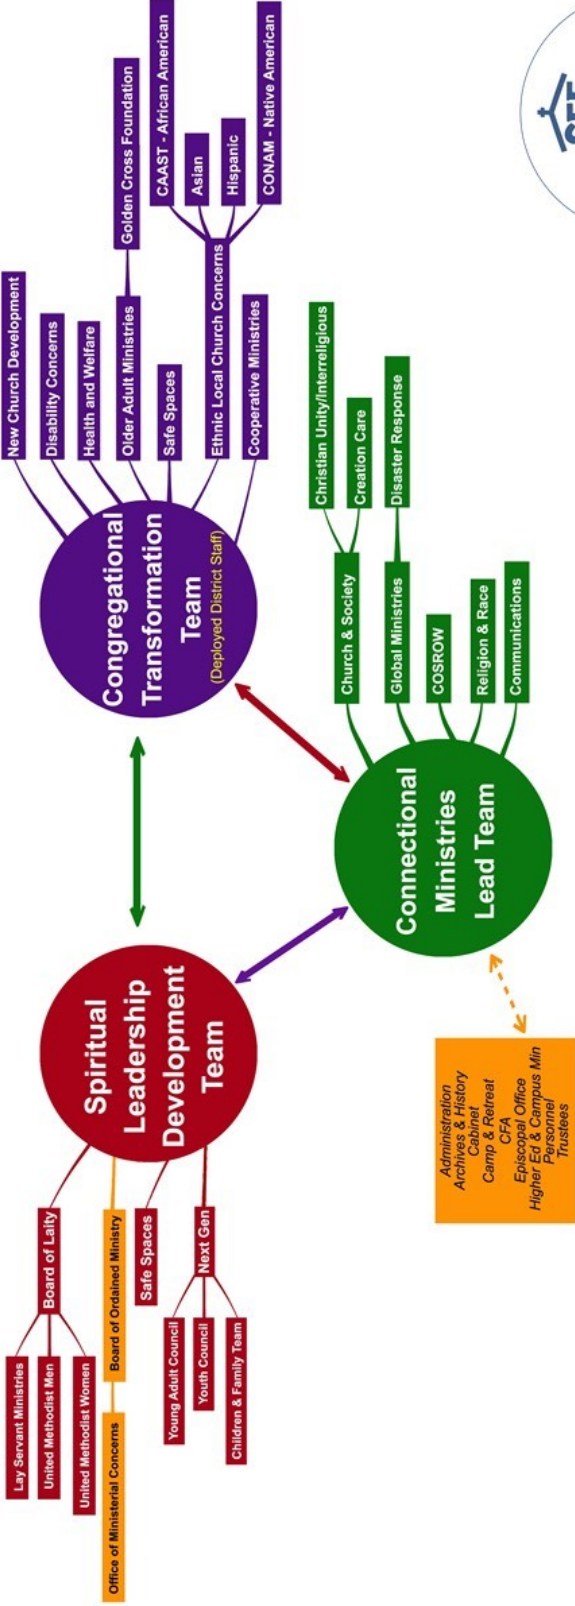 Lay Servant Ministries
United Methodist Men
United Methodist Women
Board of Laity
Office of Ministerial Concerns
Board of Ordained Ministry
Safe Spaces
Young Adult Council
Youth Council
Children & Family Team
Next Gen
Spiritual
Leadership
Development
Team
Congregational
Transformation
Team
(Deployed District Staff)
New Church Development
Disability Concerns
Health and Welfare
Older Adult Ministries
Golden Cross Foundation
Safe Spaces
Ethnic Local Church Concerns
CAAST - African American
Asian
Hispanic
CONAM - Native American
Cooperative Ministries
Connectional
Ministries
Lead Team
Church & Society
Christian Unity/Interreligious
Creation Care
Global Ministries
Disaster Response
COSROW
Religion & Race
Communications
Administration
Archives & History
Cabinet
Camp & Retreat
CFA
Episcopal Office
Higher Ed & Campus Min
Personnel
Trustees